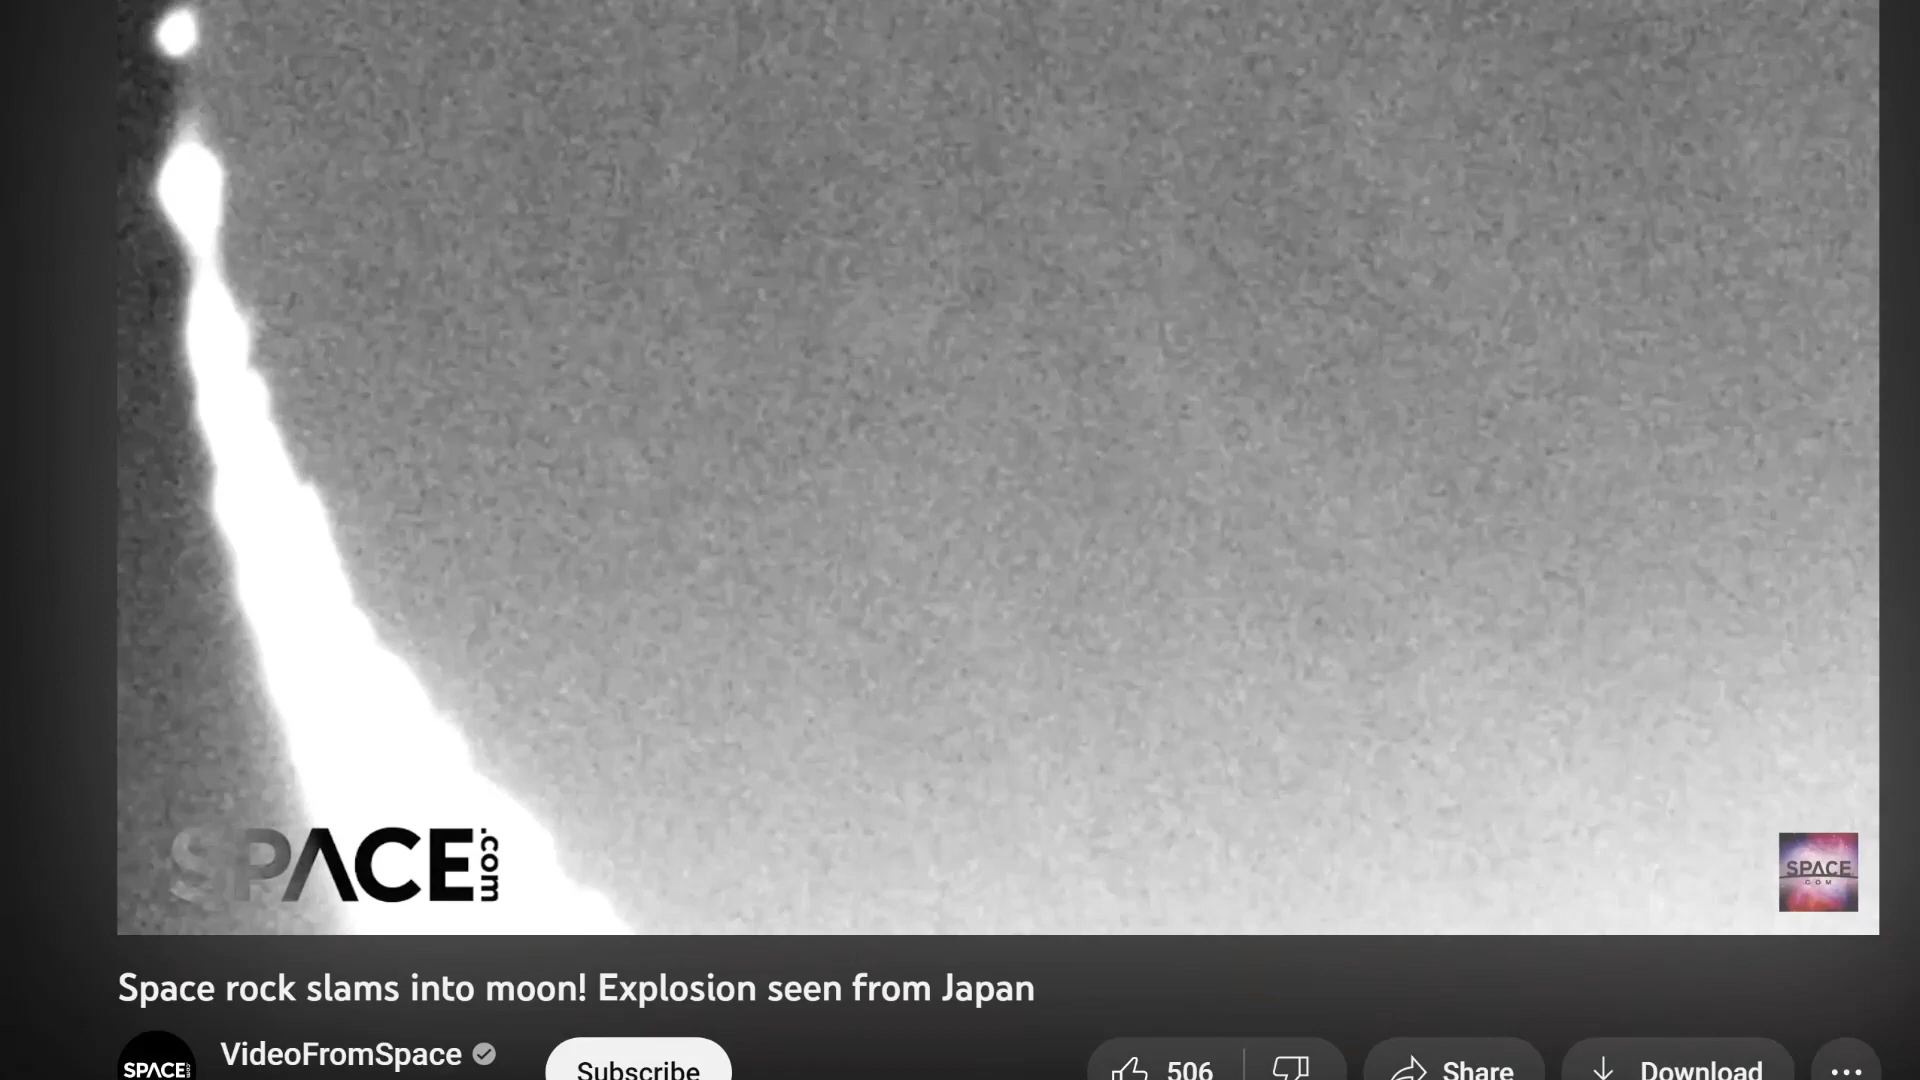 SPACE.com
SPACE
.COM
Space rock slams into moon! Explosion seen from Japan
SPACE.com
VideoFromSpace
Subscribe
506
Share
Download